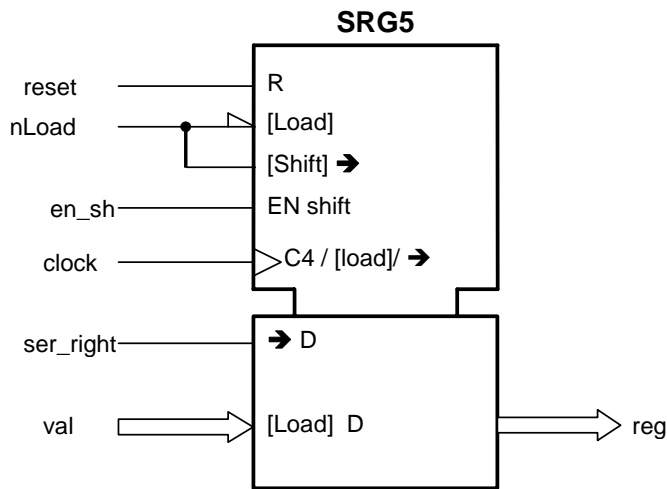 SRG5
reset R
nLoad [Load]
[Shift] ➔
en_sh EN shift
clock C4 / [load]/ ➔
ser_right ➔ D
val [Load] D reg